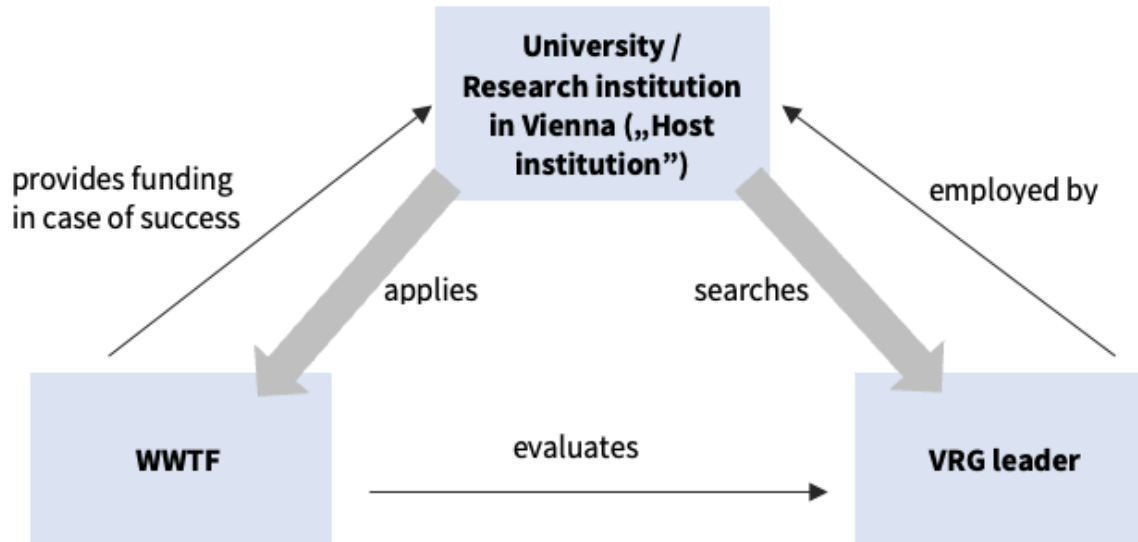 University /
Research institution
in Vienna („Host
institution”)
provides funding
in case of success
employed by
applies
searches
WWTF
evaluates
VRG leader